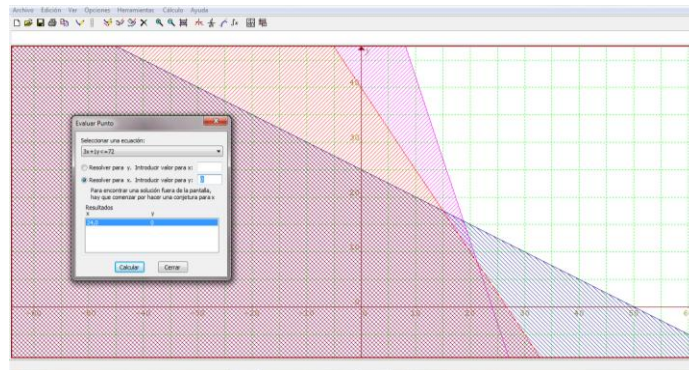 Archivo Edición Ver Opciones Herramientas Cálculo Ayuda
y
40
30
20
10
0
-60 -50 -40 -30 -20 -10 0 10 20 30 40 50
Evaluar Punto
Seleccionar una ecuación:
3x+1y<=72
Resolver para y. Introducir valor para x:
Resolver para x. Introducir valor para y:
Para encontrar una solución fuera de la pantalla,
hay que comenzar por hacer una conjetura para x
Resultados
x y
Calcular Cerrar